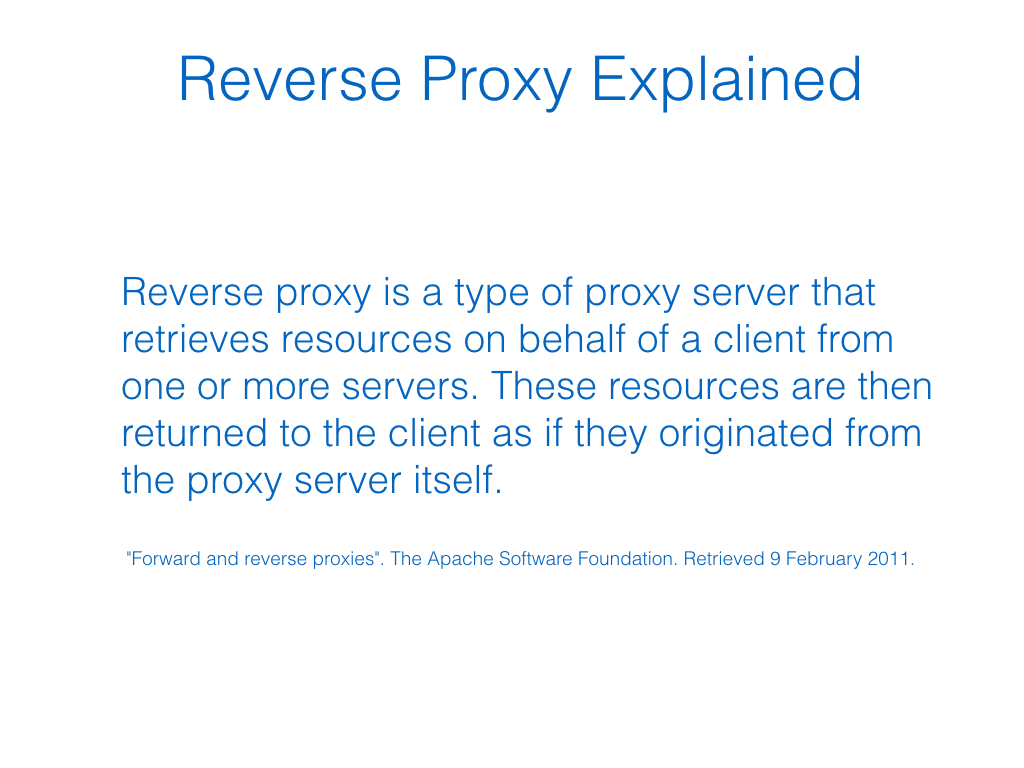 Reverse Proxy Explained
Reverse proxy is a type of proxy server that
retrieves resources on behalf of a client from
one or more servers. These resources are then
returned to the client as if they originated from
the proxy server itself.
"Forward and reverse proxies". The Apache Software Foundation. Retrieved 9 February 2011.